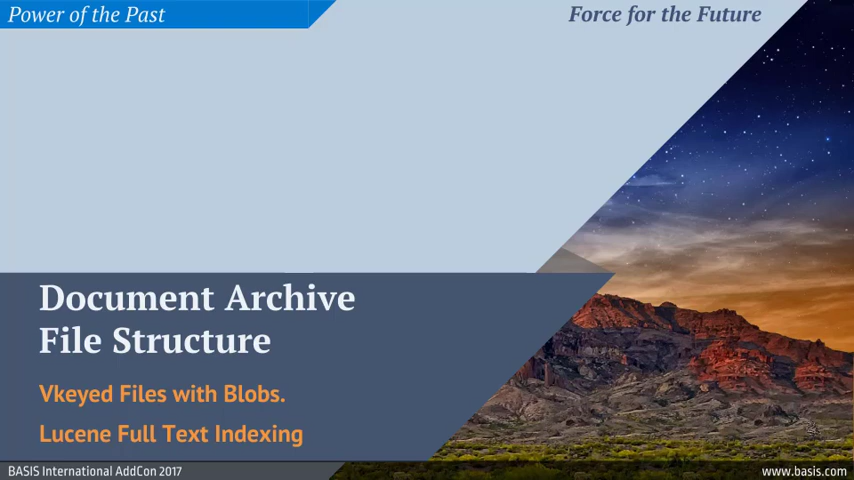 Power of the Past
Force for the Future
Document Archive
File Structure
Vkeyed Files with Blobs.
Lucene Full Text Indexing
BASIS International AddCon 2017
www.basis.com